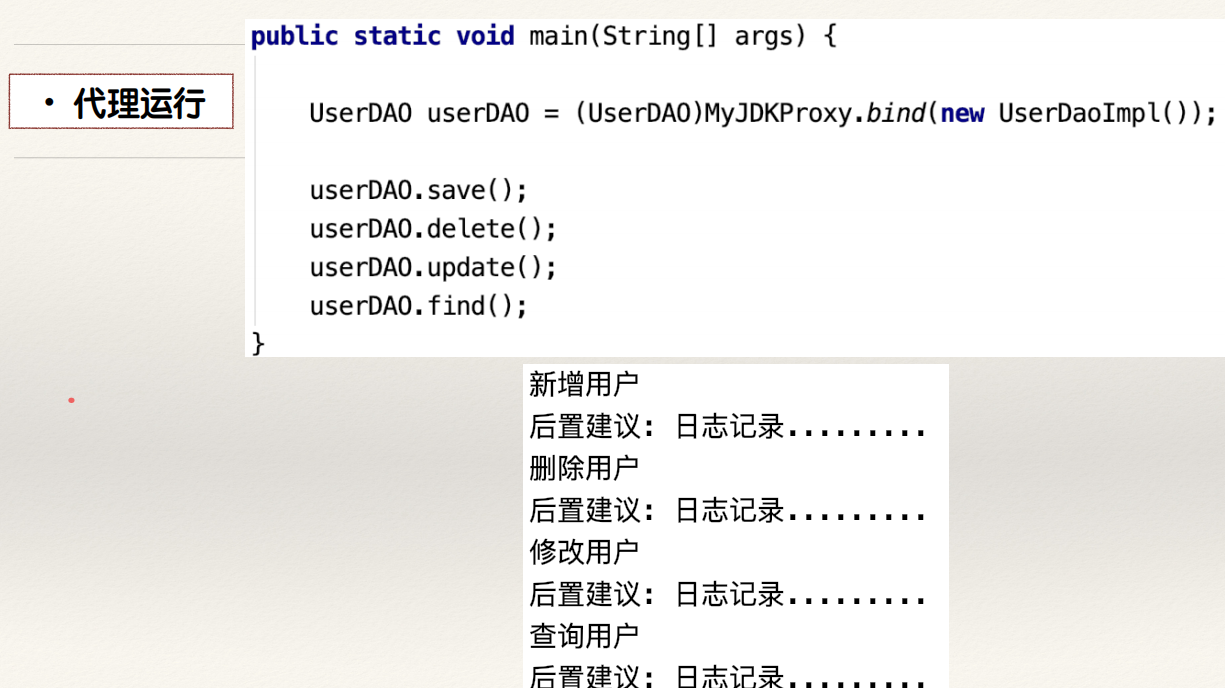 • 代理运行
public static void main(String[] args) {
UserDAO userDAO = (UserDAO)MyJDKProxy.bind(new UserDaoImpl());
userDAO.save();
userDAO.delete();
userDAO.update();
userDAO.find();
}
新增用户
后置建议: 日志记录.........
删除用户
后置建议: 日志记录.........
修改用户
后置建议: 日志记录.........
查询用户
后置建议: 日志记录.........